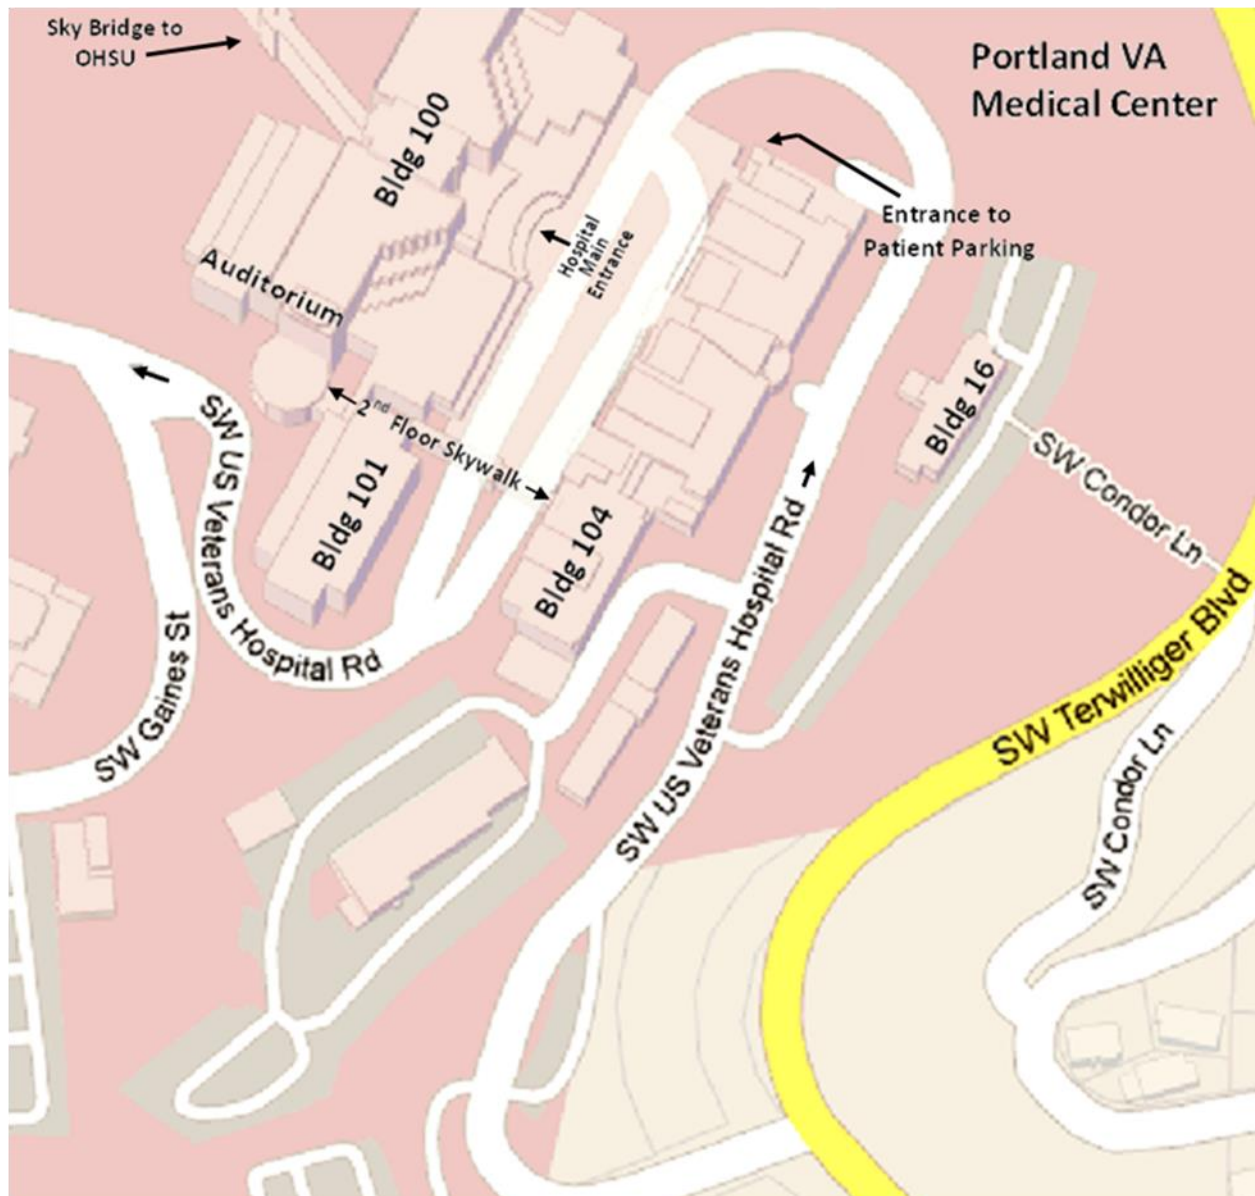 Sky Bridge to
OHSU
Portland VA
Medical Center
Bldg 100
Entrance to
Patient Parking
Hospital
Main
Entrance
Auditorium
2nd Floor Skywalk
Bldg 16
SW US Veterans Hospital Rd
Bldg 101
Bldg 104
SW Condor Ln
SW US Veterans Hospital Rd
SW Gaines St
SW Terwilliger Blvd
SW Condor Ln